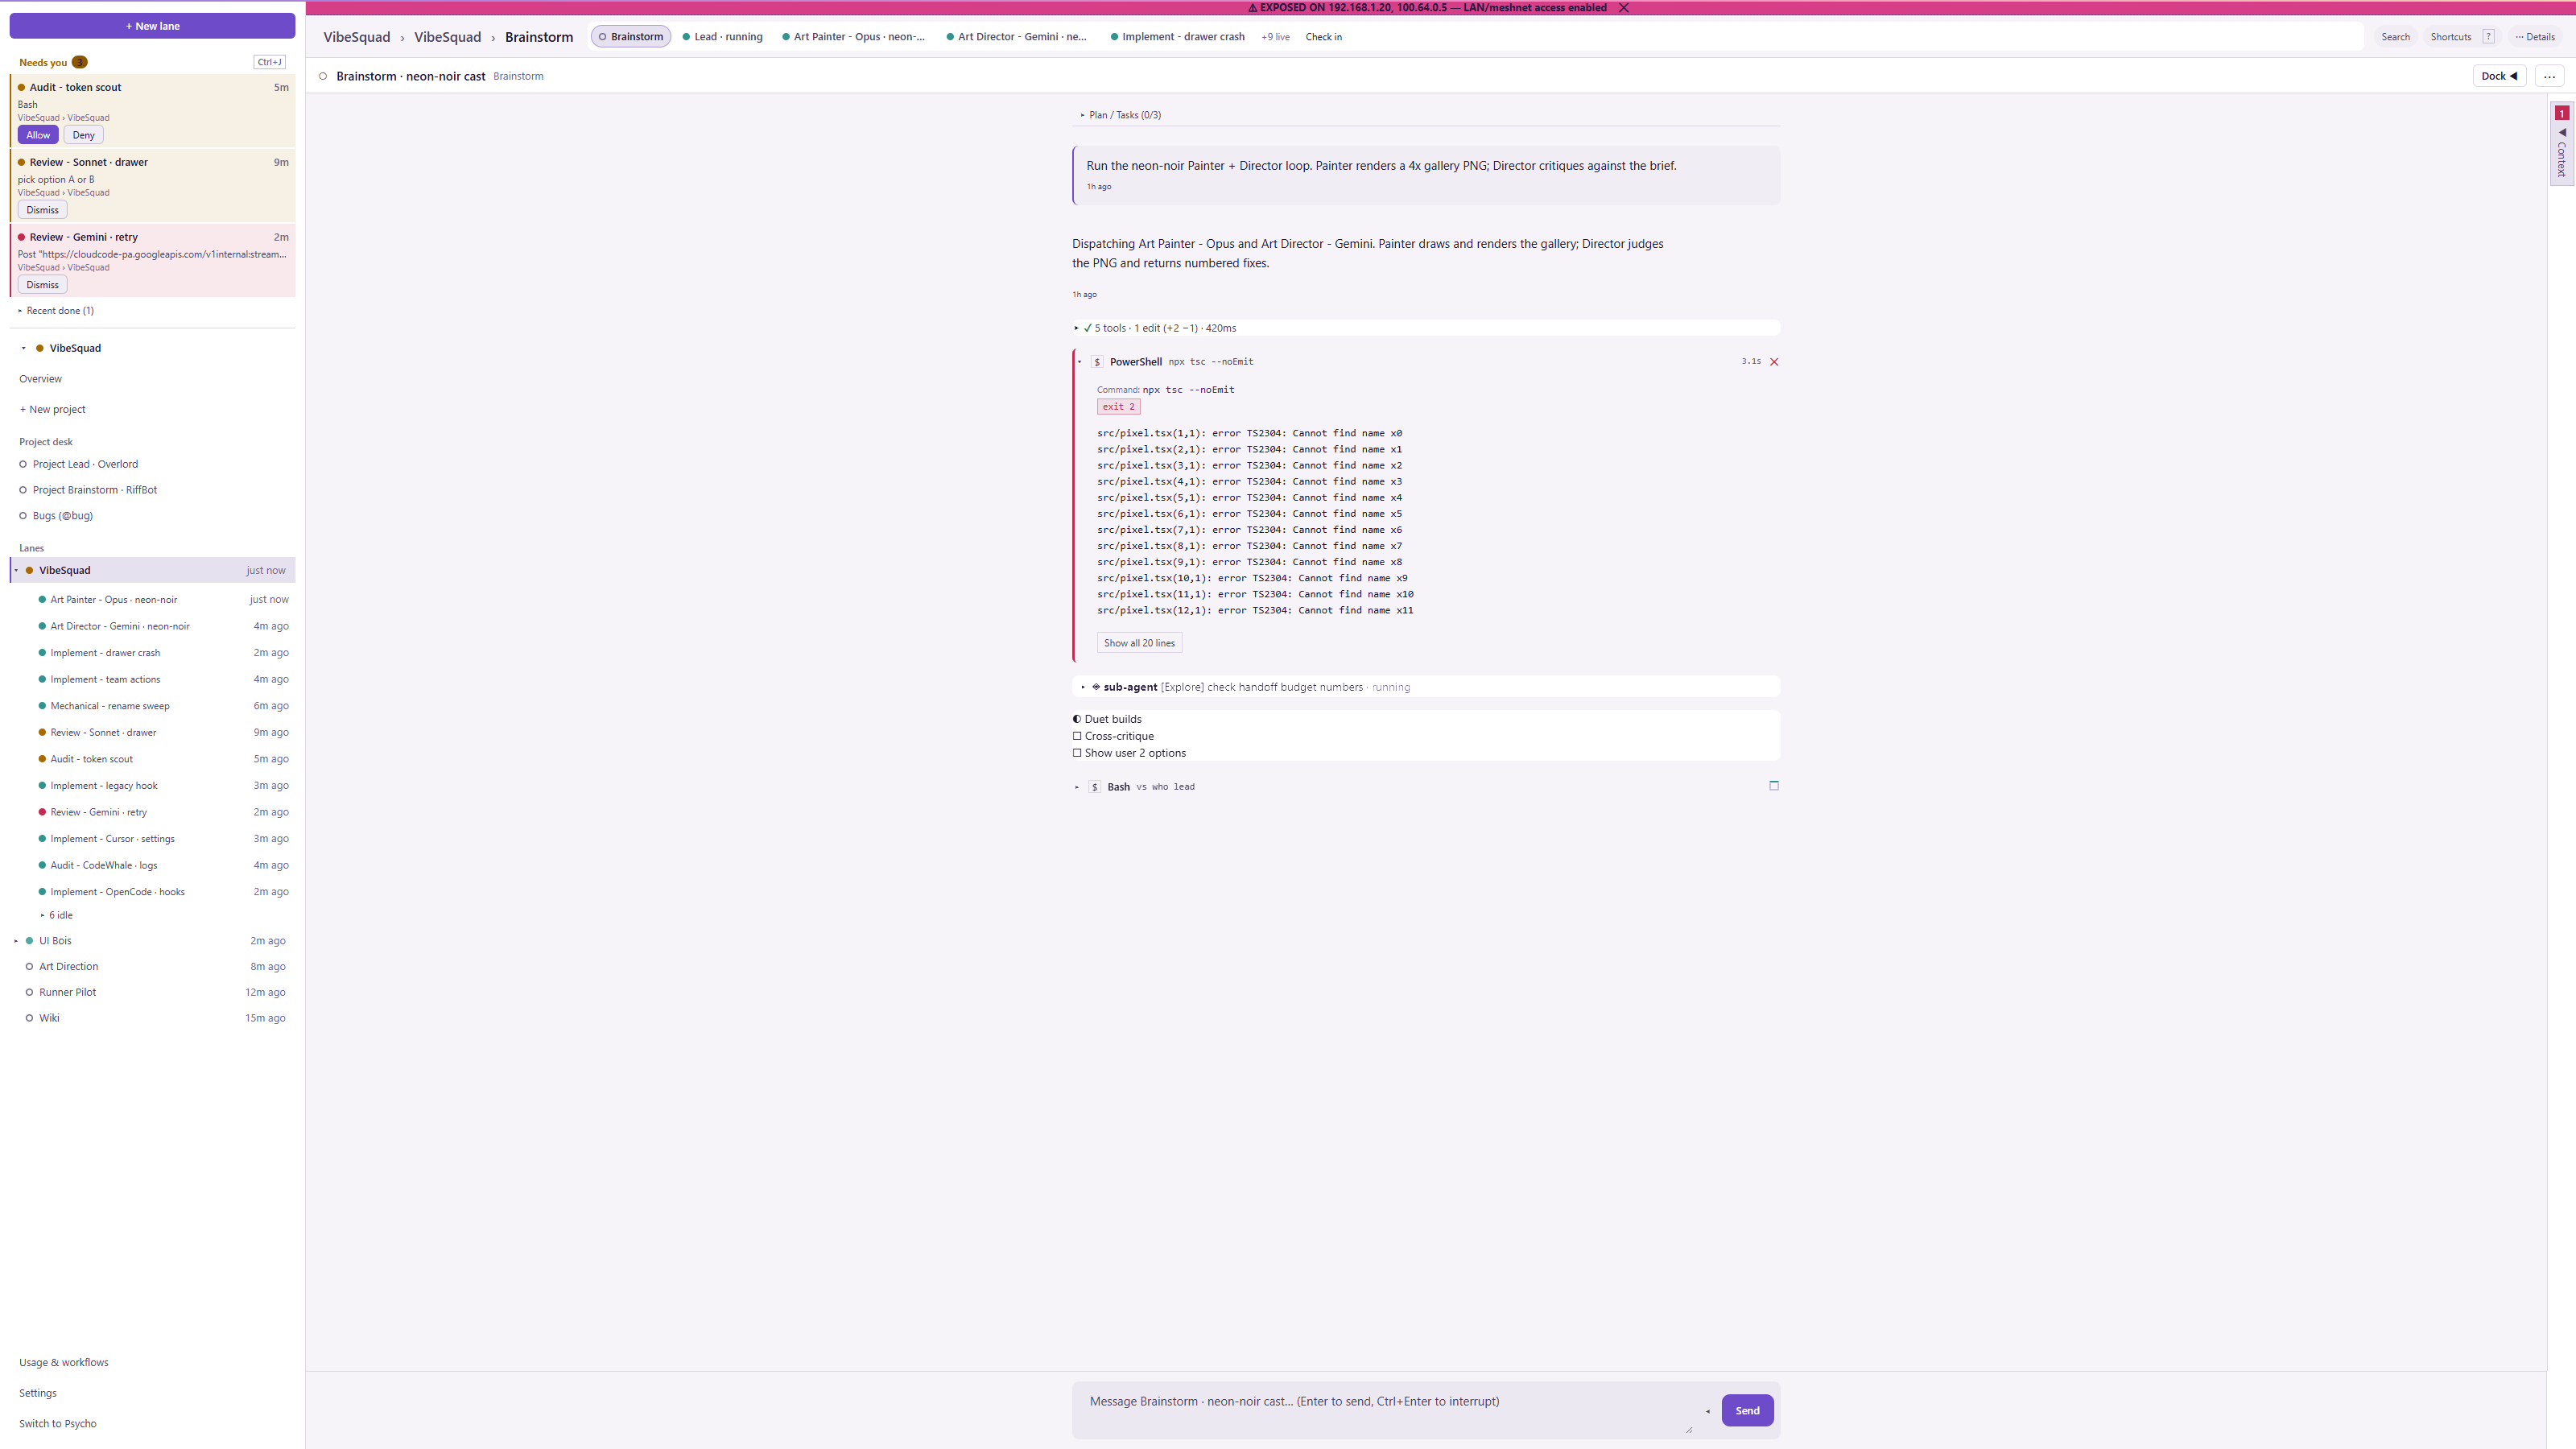 + New lane
Needs you 3 Ctrl+J
Audit - token scout 5m
Bash
VibeSquad › VibeSquad
Allow Deny
Review - Sonnet · drawer 9m
pick option A or B
VibeSquad › VibeSquad
Dismiss
Review - Gemini · retry 2m
Post "https://cloudcode-pa.googleapis.com/v1internal:stream...
VibeSquad › VibeSquad
Dismiss
Recent done (1)
VibeSquad
Overview
+ New project
Project desk
Project Lead · Overlord
Project Brainstorm · RiffBot
Bugs (@bug)
Lanes
VibeSquad just now
Art Painter - Opus · neon-noir just now
Art Director - Gemini · neon-noir 4m ago
Implement - drawer crash 2m ago
Implement - team actions 4m ago
Mechanical - rename sweep 6m ago
Review - Sonnet · drawer 9m ago
Audit - token scout 5m ago
Implement - legacy hook 3m ago
Review - Gemini · retry 2m ago
Implement - Cursor · settings 3m ago
Audit - CodeWhale · logs 4m ago
Implement - OpenCode · hooks 2m ago
6 idle
UI Bois 2m ago
Art Direction 8m ago
Runner Pilot 12m ago
Wiki 15m ago
Usage & workflows
Settings
Switch to Psycho
⚠ EXPOSED ON 192.168.1.20, 100.64.0.5 — LAN/meshnet access enabled
VibeSquad › VibeSquad › Brainstorm Brainstorm Lead · running Art Painter - Opus · neon-... Art Director - Gemini · ne... Implement - drawer crash +9 live Check in Search Shortcuts ? ··· Details
Brainstorm · neon-noir cast Brainstorm Dock ◀ ...
Plan / Tasks (0/3)
Run the neon-noir Painter + Director loop. Painter renders a 4x gallery PNG; Director critiques against the brief.
1h ago
Dispatching Art Painter - Opus and Art Director - Gemini. Painter draws and renders the gallery; Director judges
the PNG and returns numbered fixes.
1h ago
✓ 5 tools · 1 edit (+2 −1) · 420ms
$ PowerShell npx tsc --noEmit 3.1s
Command: npx tsc --noEmit
exit 2
src/pixel.tsx(1,1): error TS2304: Cannot find name x0
src/pixel.tsx(2,1): error TS2304: Cannot find name x1
src/pixel.tsx(3,1): error TS2304: Cannot find name x2
src/pixel.tsx(4,1): error TS2304: Cannot find name x3
src/pixel.tsx(5,1): error TS2304: Cannot find name x4
src/pixel.tsx(6,1): error TS2304: Cannot find name x5
src/pixel.tsx(7,1): error TS2304: Cannot find name x6
src/pixel.tsx(8,1): error TS2304: Cannot find name x7
src/pixel.tsx(9,1): error TS2304: Cannot find name x8
src/pixel.tsx(10,1): error TS2304: Cannot find name x9
src/pixel.tsx(11,1): error TS2304: Cannot find name x10
src/pixel.tsx(12,1): error TS2304: Cannot find name x11
Show all 20 lines
sub-agent [Explore] check handoff budget numbers · running
◐ Duet builds
☐ Cross-critique
☐ Show user 2 options
$ Bash vs who lead
Message Brainstorm · neon-noir cast... (Enter to send, Ctrl+Enter to interrupt)
Send
1
◀ Context